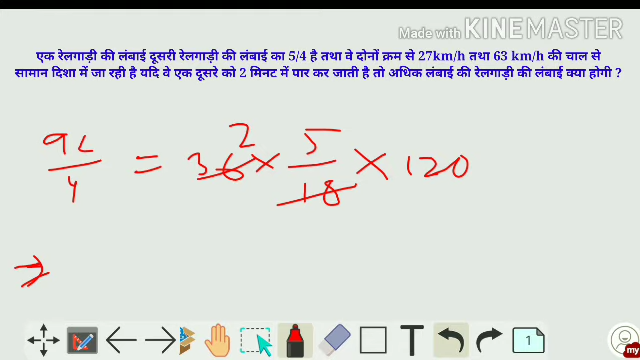 Made with KINEMASTER
एक रेलगाड़ी की लंबाई दूसरी रेलगाड़ी की लंबाई का 5/4 है तथा वे दोनों क्रम से 27km/h तथा 63 km/h की चाल से
सामान दिशा में जा रही है यदि वे एक दूसरे को 2 मिनट में पार कर जाती है तो अधिक लंबाई की रेलगाड़ी की लंबाई क्या होगी ?
9L/4 = 36 2 × 5/18 × 120
⇒
T 1
my